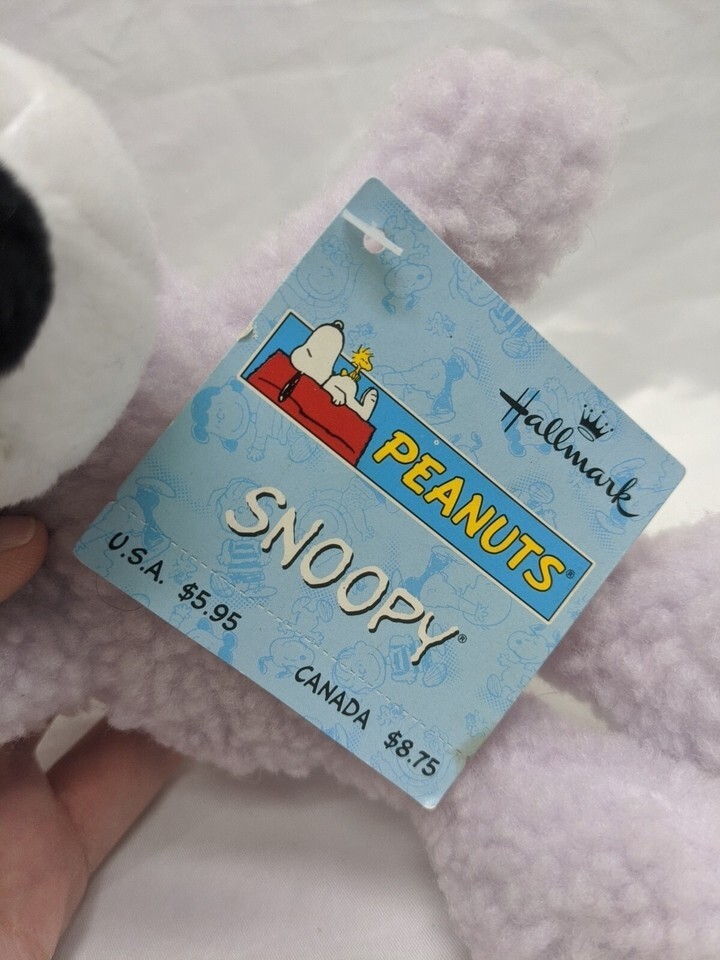 Hallmark
PEANUTS®
SNOOPY®
U.S.A. $5.95
CANADA $8.75